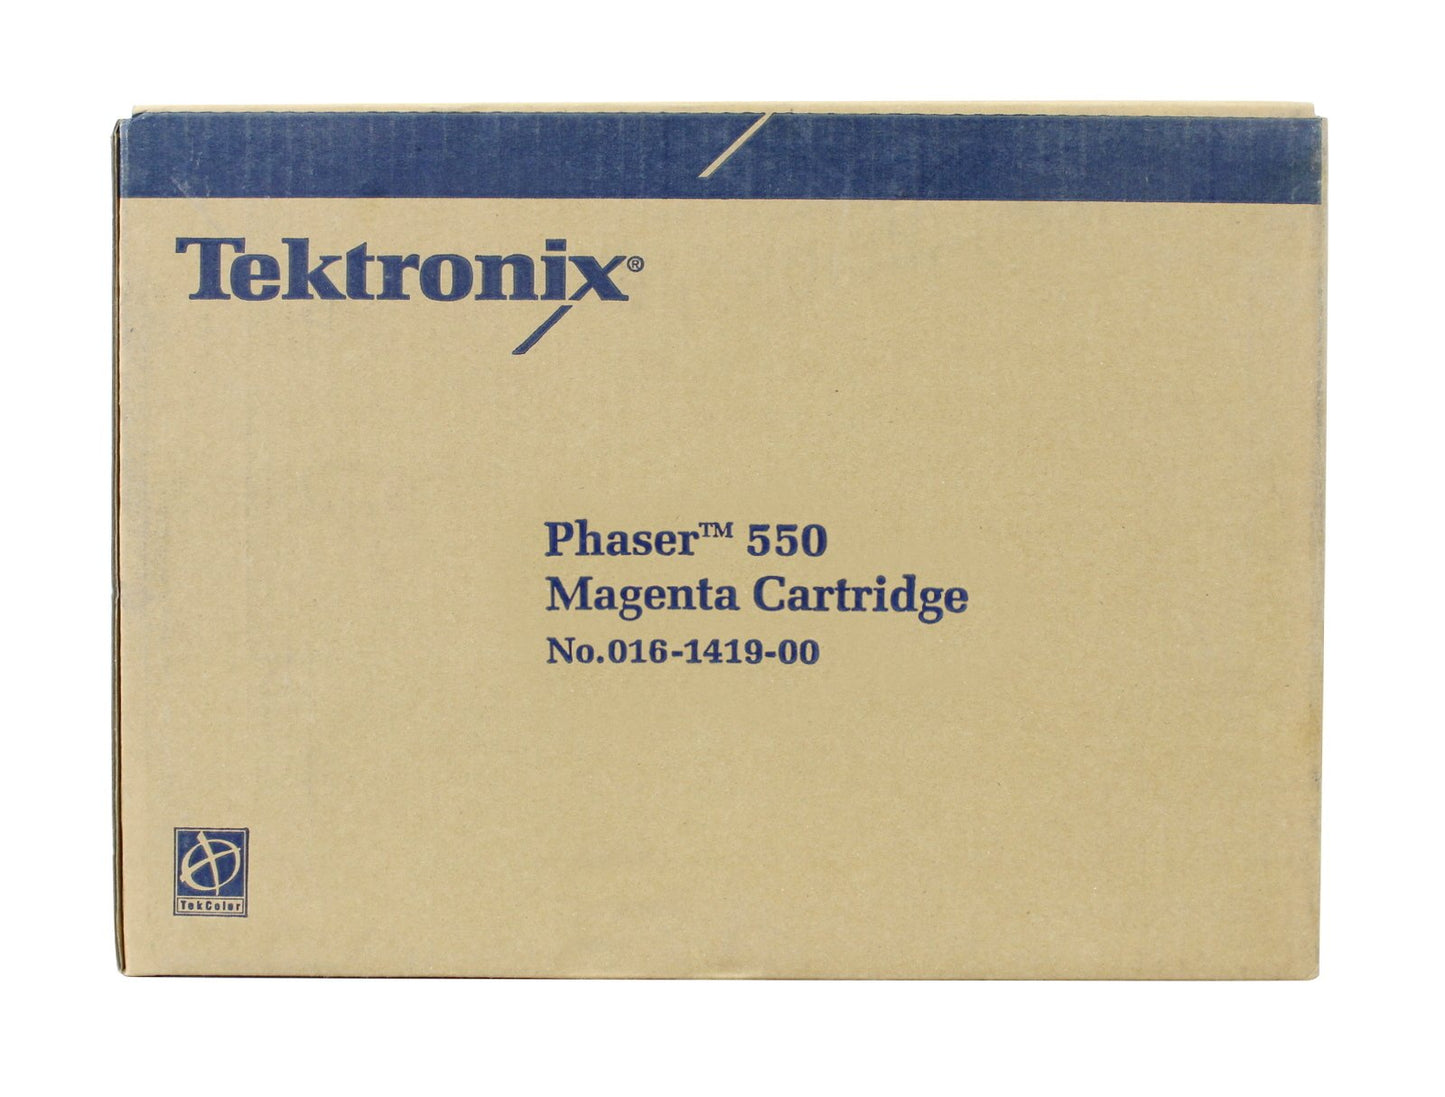 Tektronix®
Phaser™ 550
Magenta Cartridge
No.016-1419-00
TekColor